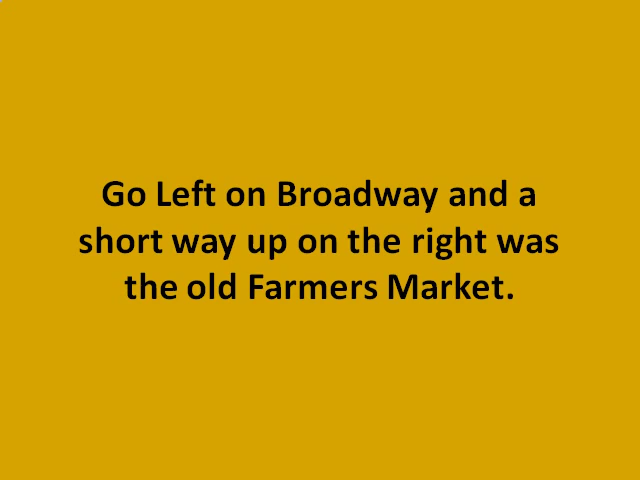 Go Left on Broadway and a
short way up on the right was
the old Farmers Market.